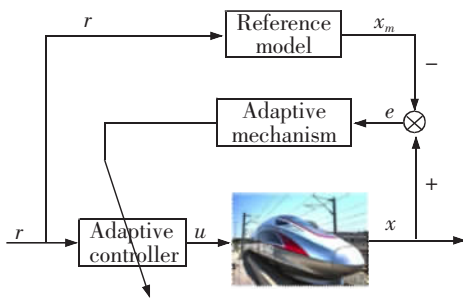 r
Reference
model
xₘ
−
Adaptive
mechanism
e
+
r
Adaptive
controller
u
x